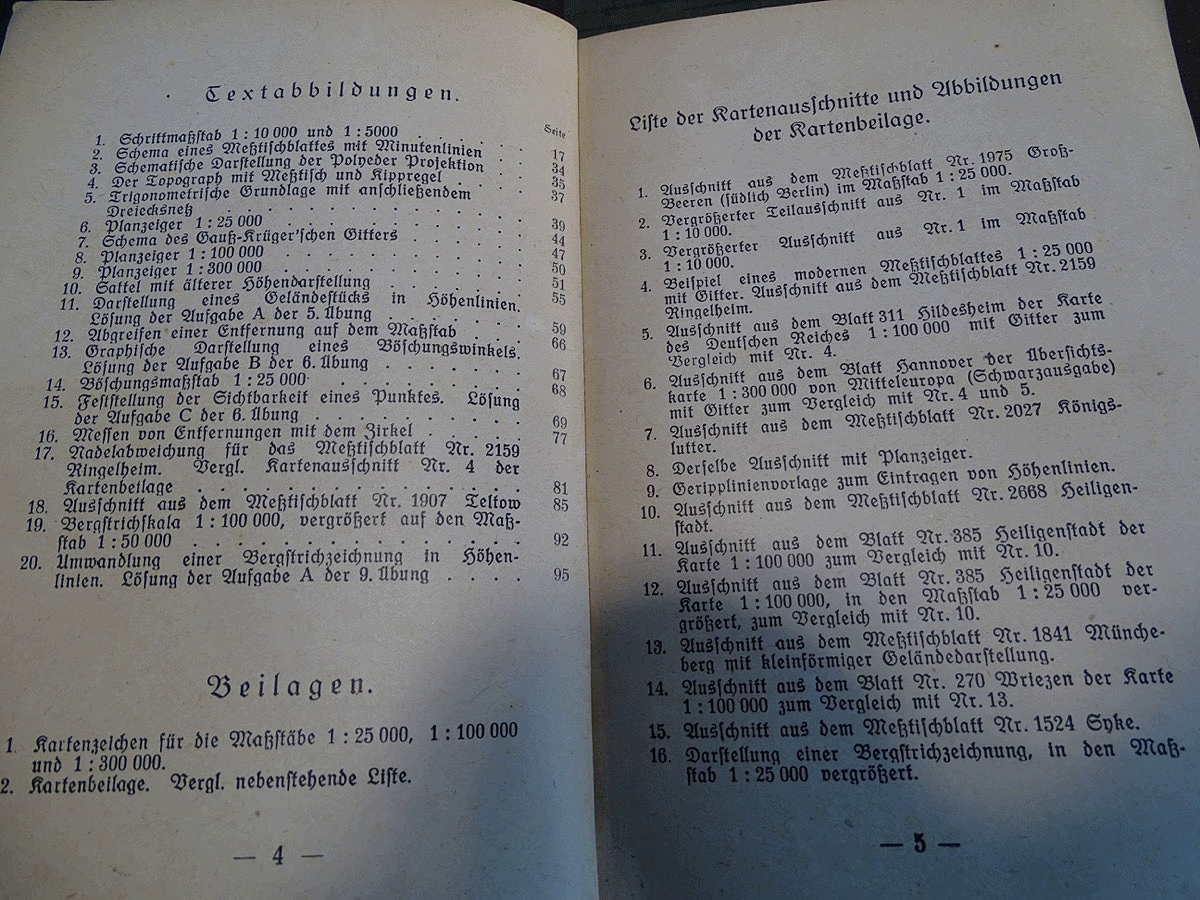 Textabbildungen.
Seite
1. Schrittmaßstab 1 : 10 000 und 1 : 5000 . . . . . 17
2. Schema eines Meßtischblattes mit Minutenlinien . . 34
3. Schematische Darstellung der Polyeder Projektion . . 35
4. Der Topograph mit Meßtisch und Kippregel . . . . 37
5. Trigonometrische Grundlage mit anschließendem
Dreiecksnetz . . . . . . . . . . . . . . 39
6. Planzeiger 1 : 25 000 . . . . . . . . . . . 44
7. Schema des Gauß-Krüger'schen Gitters . . . . . . 47
8. Planzeiger 1 : 100 000 . . . . . . . . . . . 50
9. Planzeiger 1 : 300 000 . . . . . . . . . . . 51
10. Sattel mit älterer Höhendarstellung . . . . . . . 55
11. Darstellung eines Geländestücks in Höhenlinien.
Lösung der Aufgabe A der 5. Übung . . . . . . 59
12. Abgreifen einer Entfernung auf dem Maßstab . . . 66
13. Graphische Darstellung eines Böschungswinkels.
Lösung der Aufgabe B der 6. Übung . . . . . . 67
14. Böschungsmaßstab 1 : 25 000 . . . . . . . . . 68
15. Feststellung der Sichtbarkeit eines Punktes. Lösung
der Aufgabe C der 6. Übung . . . . . . . . . 69
16. Messen von Entfernungen mit dem Zirkel . . . . . 77
17. Nadelabweichung für das Meßtischblatt Nr. 2159
Ringelheim. Vergl. Kartenausschnitt Nr. 4 der
Kartenbeilage . . . . . . . . . . . . . . 81
18. Ausschnitt aus dem Meßtischblatt Nr. 1907 Teltow 85
19. Bergstrichskala 1 : 100 000, vergrößert auf den Maß-
stab 1 : 50 000 . . . . . . . . . . . . . . 92
20. Umwandlung einer Bergstrichzeichnung in Höhen-
linien. Lösung der Aufgabe A der 9. Übung . . . . 95
Beilagen.
1. Kartenzeichen für die Maßstäbe 1 : 25 000, 1 : 100 000
und 1 : 300 000.
2. Kartenbeilage. Vergl. nebenstehende Liste.
— 4 —
Liste der Kartenausschnitte und Abbildungen
der Kartenbeilage.
1. Ausschnitt aus dem Meßtischblatt Nr. 1975 Groß-
Beeren (südlich Berlin) im Maßstab 1 : 25 000.
2. Vergrößerter Teilausschnitt aus Nr. 1 im Maßstab
1 : 10 000.
3. Vergrößerter Ausschnitt aus Nr. 1 im Maßstab
1 : 10 000.
4. Beispiel eines modernen Meßtischblattes 1 : 25 000
mit Gitter. Ausschnitt aus dem Meßtischblatt Nr. 2159
Ringelheim.
5. Ausschnitt aus dem Blatt 311 Hildesheim der Karte
des Deutschen Reiches 1 : 100 000 mit Gitter zum
Vergleich mit Nr. 4.
6. Ausschnitt aus dem Blatt Hannover der Übersichts-
karte 1 : 300 000 von Mitteleuropa (Schwarzausgabe)
mit Gitter zum Vergleich mit Nr. 4 und 5.
7. Ausschnitt aus dem Meßtischblatt Nr. 2027 Königs-
lutter.
8. Derselbe Ausschnitt mit Planzeiger.
9. Geripplinienvorlage zum Eintragen von Höhenlinien.
10. Ausschnitt aus dem Meßtischblatt Nr. 2668 Heiligen-
stadt.
11. Ausschnitt aus dem Blatt Nr. 385 Heiligenstadt der
Karte 1 : 100 000 zum Vergleich mit Nr. 10.
12. Ausschnitt aus dem Blatt Nr. 385 Heiligenstadt der
Karte 1 : 100 000, in den Maßstab 1 : 25 000 ver-
größert, zum Vergleich mit Nr. 10.
13. Ausschnitt aus dem Meßtischblatt Nr. 1841 Münche-
berg mit kleinförmiger Geländedarstellung.
14. Ausschnitt aus dem Blatt Nr. 270 Wriezen der Karte
1 : 100 000 zum Vergleich mit Nr. 13.
15. Ausschnitt aus dem Meßtischblatt Nr. 1524 Syke.
16. Darstellung einer Bergstrichzeichnung, in den Maß-
stab 1 : 25 000 vergrößert.
— 5 —